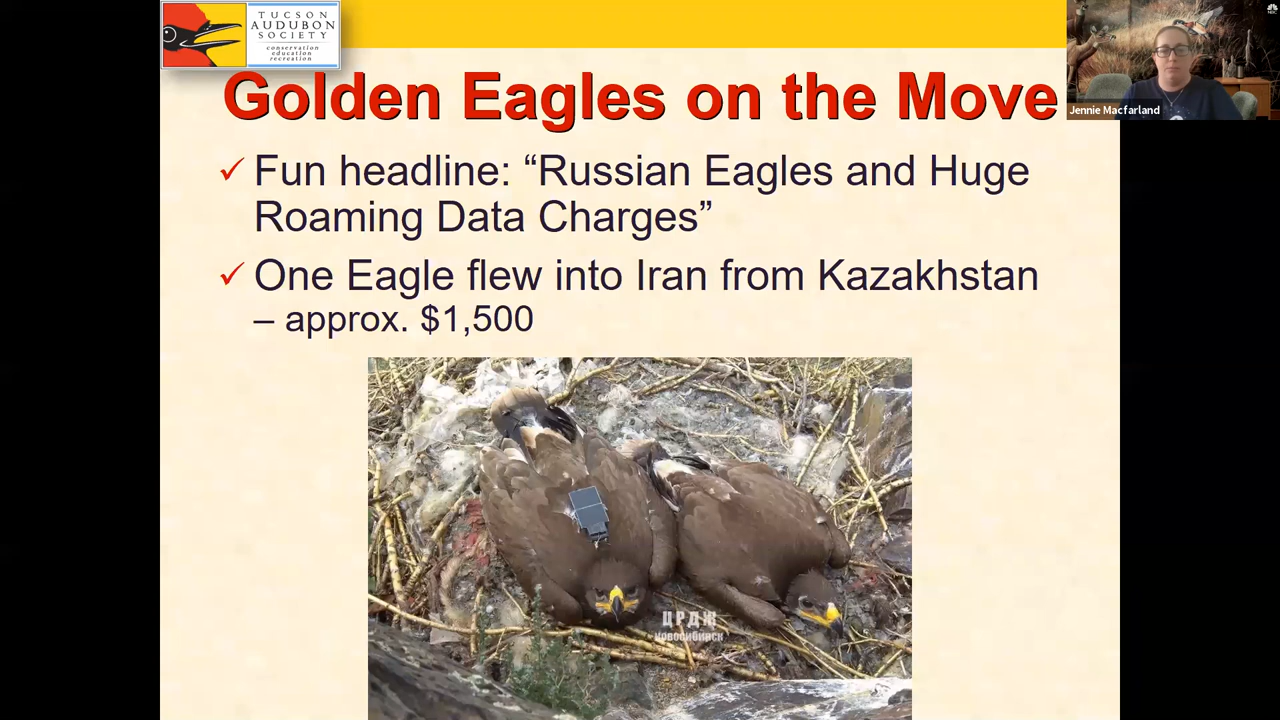 TUCSON
AUDUBON
SOCIETY
conservation
education
recreation
Golden Eagles on the Move
Jennie Macfarland
✓ Fun headline: “Russian Eagles and Huge
Roaming Data Charges”
✓ One Eagle flew into Iran from Kazakhstan
– approx. $1,500
ЦРДЖ
новосибирск